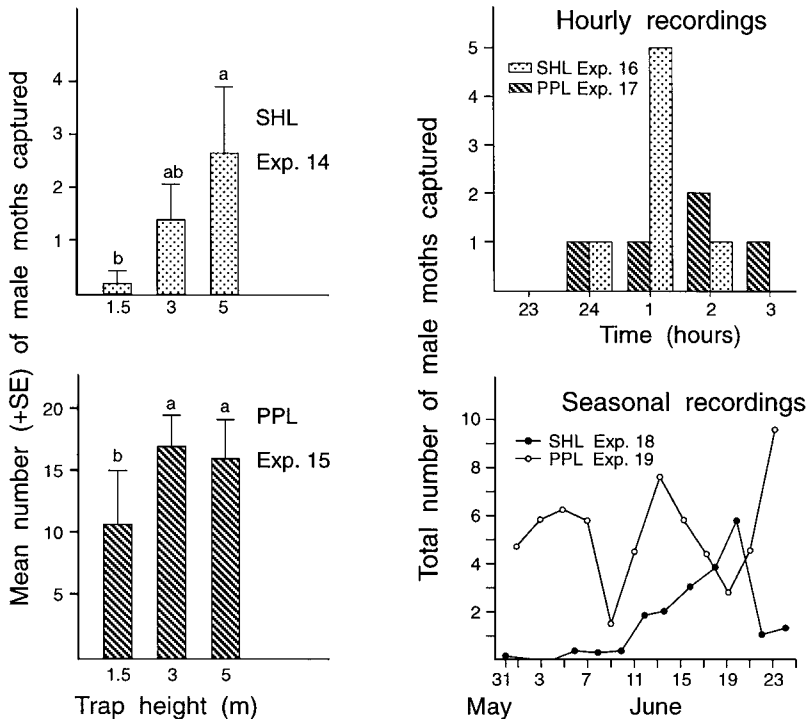 Mean number (+SE) of male moths captured
4
3
2
1
a
ab
b
SHL
Exp. 14
1.5 3 5
20
15
10
5
b
a
a
PPL
Exp. 15
1.5 3 5
Trap height (m)
Total number of male moths captured
Hourly recordings
5
4
3
2
1
SHL Exp. 16
PPL Exp. 17
23 24 1 2 3
Time (hours)
Seasonal recordings
10
8
6
4
2
SHL Exp. 18
PPL Exp. 19
31 3 7 11 15 19 23
May June